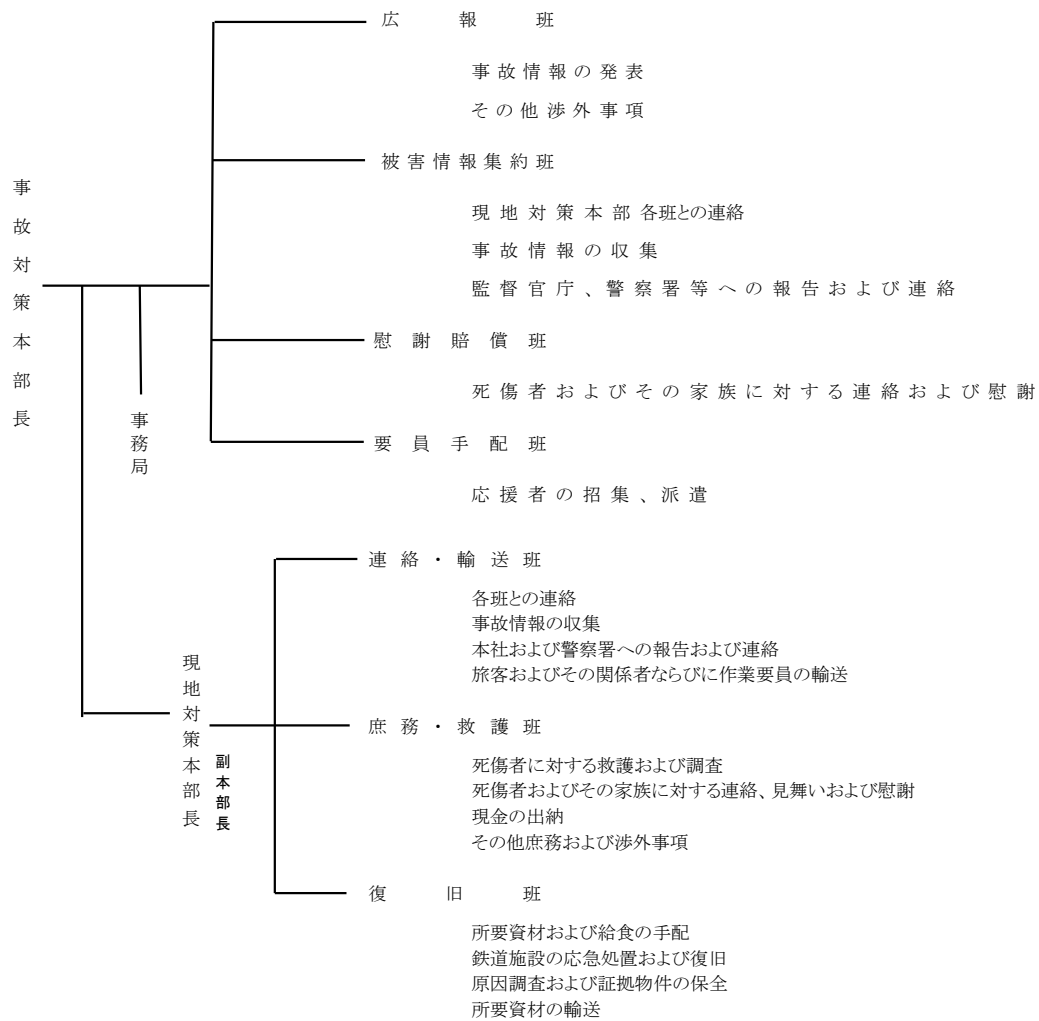 事故対策本部長
事務局
広報班
事故情報の発表
その他渉外事項
被害情報集約班
現地対策本部各班との連絡
事故情報の収集
監督官庁、警察署等への報告および連絡
慰謝賠償班
死傷者およびその家族に対する連絡および慰謝
要員手配班
応援者の招集、派遣
現地対策本部長
副本部長
連絡・輸送班
各班との連絡
事故情報の収集
本社および警察署への報告および連絡
旅客およびその関係者ならびに作業要員の輸送
庶務・救護班
死傷者に対する救護および調査
死傷者およびその家族に対する連絡、見舞いおよび慰謝
現金の出納
その他庶務および渉外事項
復旧班
所要資材および給食の手配
鉄道施設の応急処置および復旧
原因調査および証拠物件の保全
所要資材の輸送